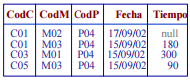 CodC CodM CodP Fecha Tiempo
C01 M02 P04 17/09/02 null
C01 M03 P04 15/09/02 180
C03 M01 P04 15/09/02 300
C05 M03 P04 15/09/02 90